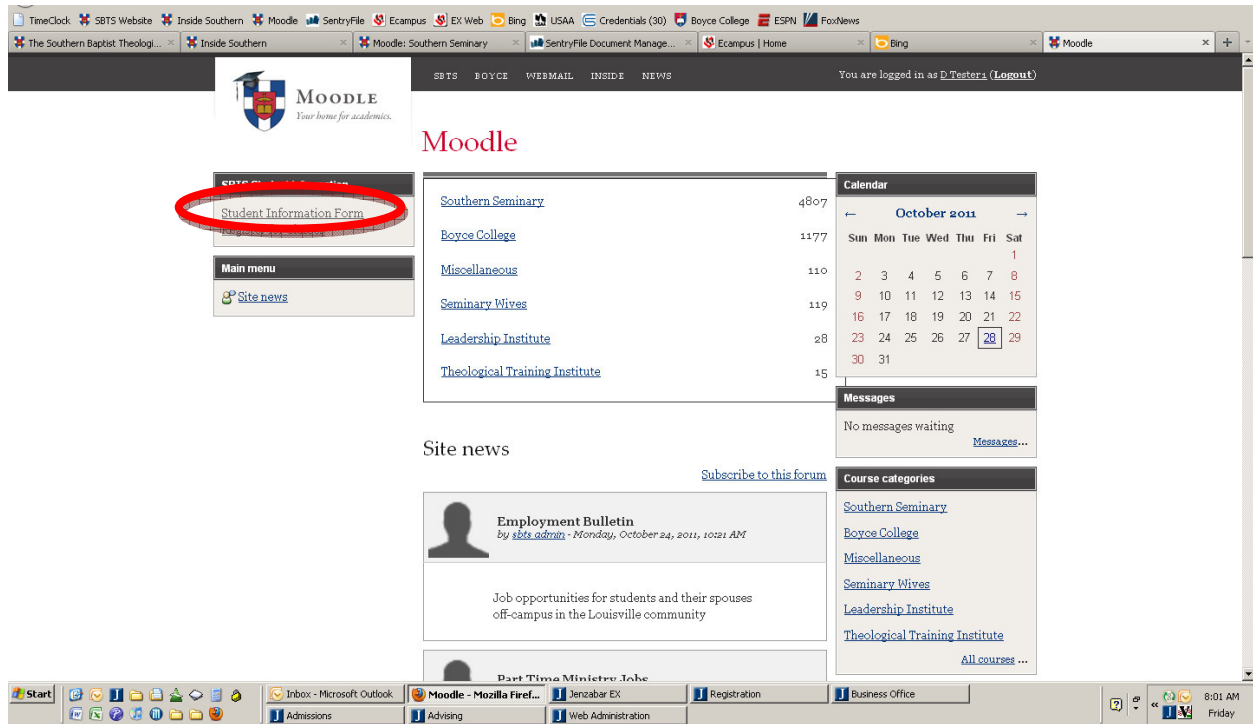 TimeClock SBTS Website Inside Southern Moodle SentryFile Ecampus EX Web Bing USAA Credentials (30) Boyce College ESPN FoxNews
The Southern Baptist Theologi... Inside Southern Moodle: Southern Seminary SentryFile Document Manage... Ecampus | Home Bing Moodle
SBTS BOYCE WEBMAIL INSIDE NEWS You are logged in as D Tester1 (Logout)
MOODLE
Your home for academics.
Moodle
Student Information Form
Main menu
Site news
Southern Seminary 4807
Boyce College 1177
Miscellaneous 110
Seminary Wives 119
Leadership Institute 28
Theological Training Institute 15
Site news
Subscribe to this forum
Employment Bulletin
by sbts admin - Monday, October 24, 2011, 10:21 AM
Job opportunities for students and their spouses
off-campus in the Louisville community
Part Time Ministry Jobs
Calendar
← October 2011 →
Sun Mon Tue Wed Thu Fri Sat
1
2 3 4 5 6 7 8
9 10 11 12 13 14 15
16 17 18 19 20 21 22
23 24 25 26 27 28 29
30 31
Messages
No messages waiting
Messages...
Course categories
Southern Seminary
Boyce College
Miscellaneous
Seminary Wives
Leadership Institute
Theological Training Institute
All courses ...
Start Inbox - Microsoft Outlook Moodle - Mozilla Firef... Jenzabar EX Registration Business Office 8:01 AM
Admissions Advising Web Administration Friday